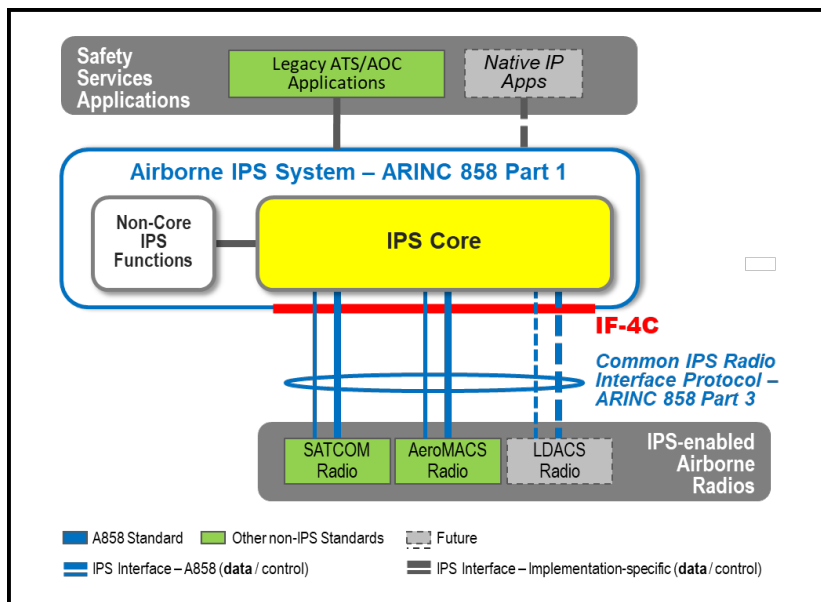 Safety
Services
Applications
Legacy ATS/AOC
Applications
Native IP
Apps
Airborne IPS System – ARINC 858 Part 1
Non-Core
IPS
Functions
IPS Core
IF-4C
Common IPS Radio
Interface Protocol –
ARINC 858 Part 3
SATCOM
Radio
AeroMACS
Radio
LDACS
Radio
IPS-enabled
Airborne
Radios
A858 Standard
Other non-IPS Standards
Future
IPS Interface – A858 (data / control)
IPS Interface – Implementation-specific (data / control)